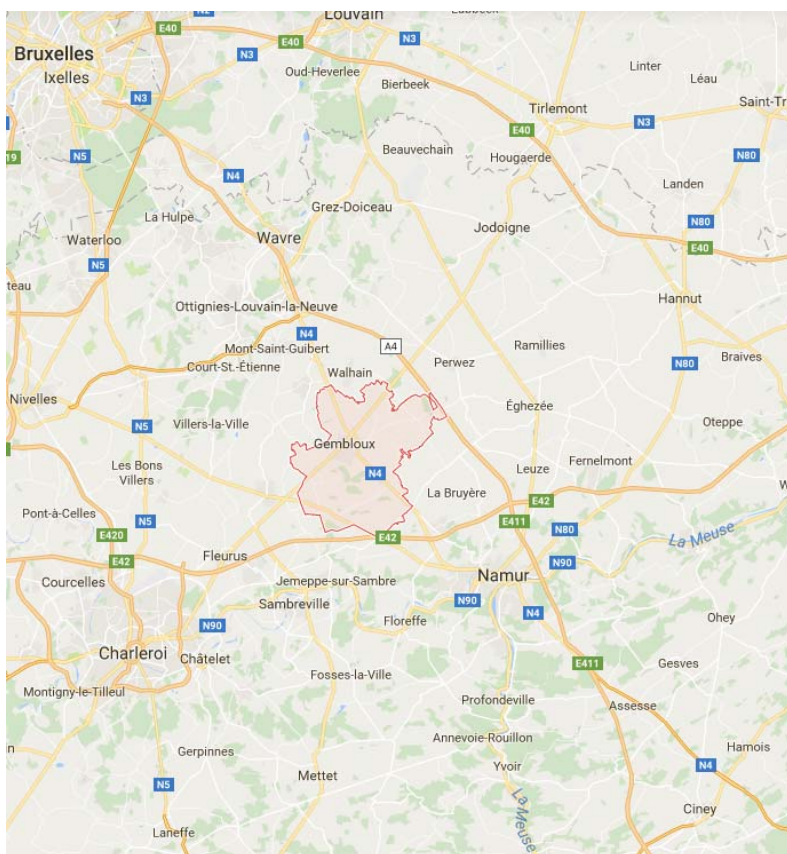 N2
Louvain
E40
E40
N3
Bruxelles
Ixelles
N3
Oud-Heverlee
Bierbeek
Linter
Léau
N3
Tirlemont
Saint-Tr
E40
N3
19
N5
Beauvechain
Hougaerde
N80
N4
Landen
La Hulpe
Grez-Doiceau
N80
Waterloo
Wavre
Jodoigne
E40
N5
teau
Hannut
Ottignies-Louvain-la-Neuve
N4
A4
Ramillies
Mont-Saint-Guibert
Court-St.-Étienne
Perwez
Braives
Walhain
N80
Nivelles
Éghezée
N5
Villers-la-Ville
Oteppe
Gembloux
Les Bons
Villers
N4
Leuze
Fernelmont
La Bruyère
W
Pont-à-Celles
N5
E42
E411
E420
E42
N80
La Meuse
E42
Fleurus
N90
Courcelles
Jemeppe-sur-Sambre
Namur
Sambreville
N90
N4
N90
Floreffe
Ohey
Charleroi
Châtelet
E411
Gesves
Fosses-la-Ville
Montigny-le-Tilleul
Profondeville
Assesse
Annevoie-Rouillon
n
Gerpinnes
Hamois
Yvoir
N4
Mettet
N5
La Meuse
Ciney
Laneffe